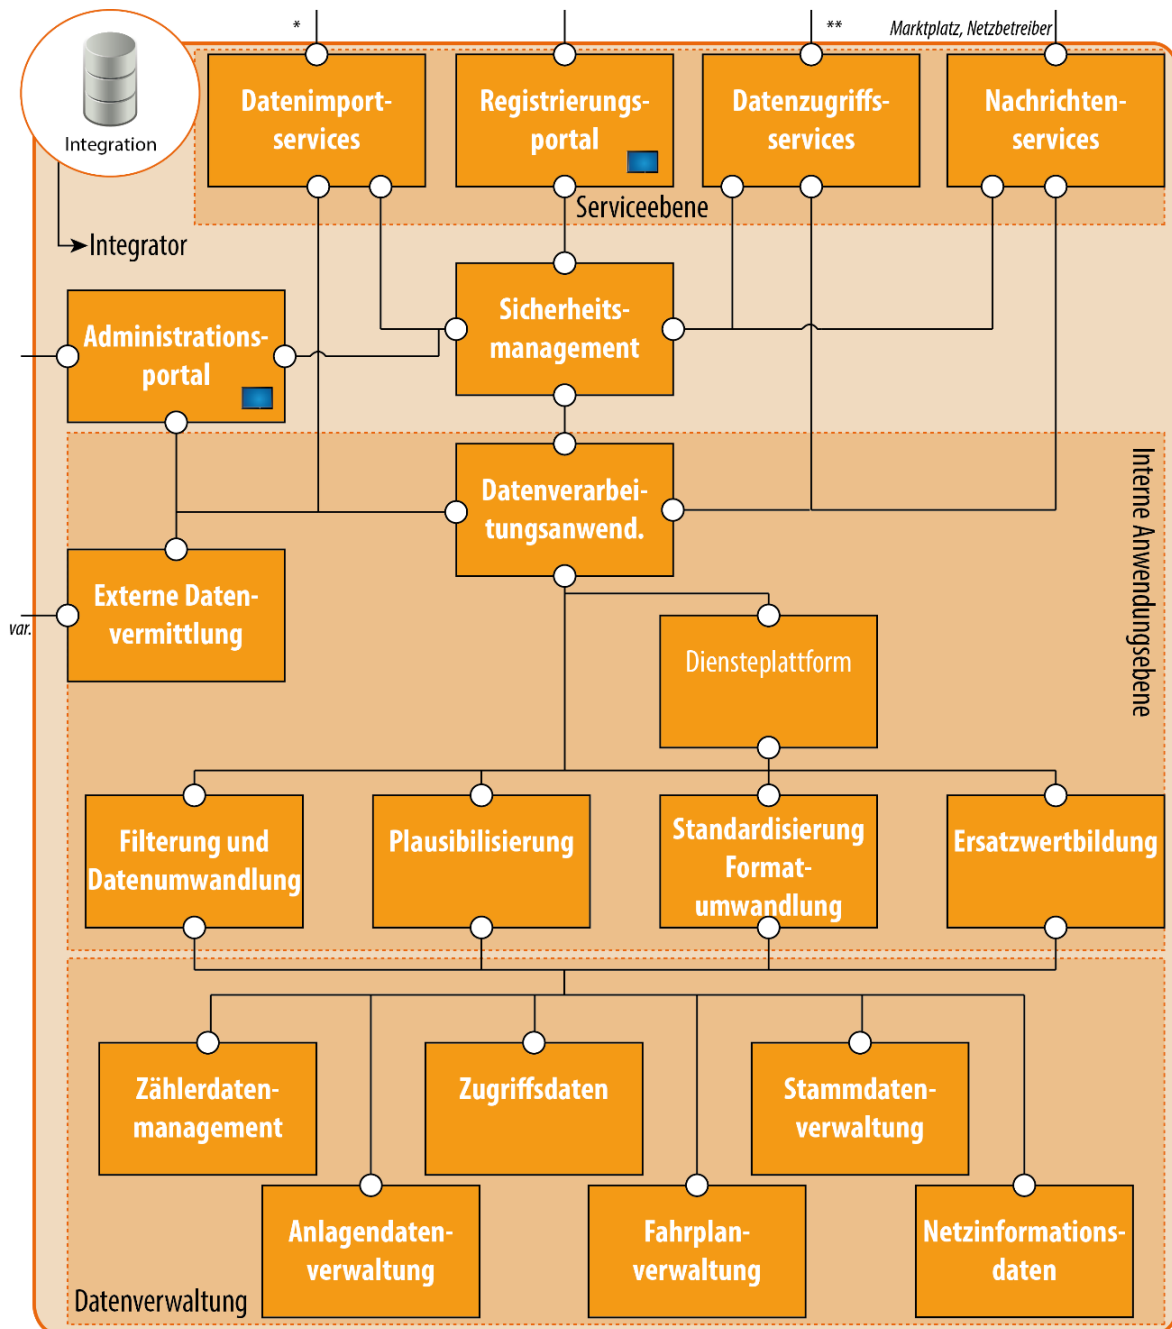 *
**
Marktplatz, Netzbetreiber
Integration
Datenimport-
services
Registrierungs-
portal
Datenzugriffs-
services
Nachrichten-
services
Serviceebene
Integrator
Administrations-
portal
Sicherheits-
management
Interne Anwendungsebene
Datenverarbei-
tungsanwend.
Externe Daten-
vermittlung
var.
Diensteplattform
Filterung und
Datenumwandlung
Plausibilisierung
Standardisierung
Format-
umwandlung
Ersatzwertbildung
Zählerdaten-
management
Zugriffsdaten
Stammdaten-
verwaltung
Anlagendaten-
verwaltung
Fahrplan-
verwaltung
Netzinformations-
daten
Datenverwaltung